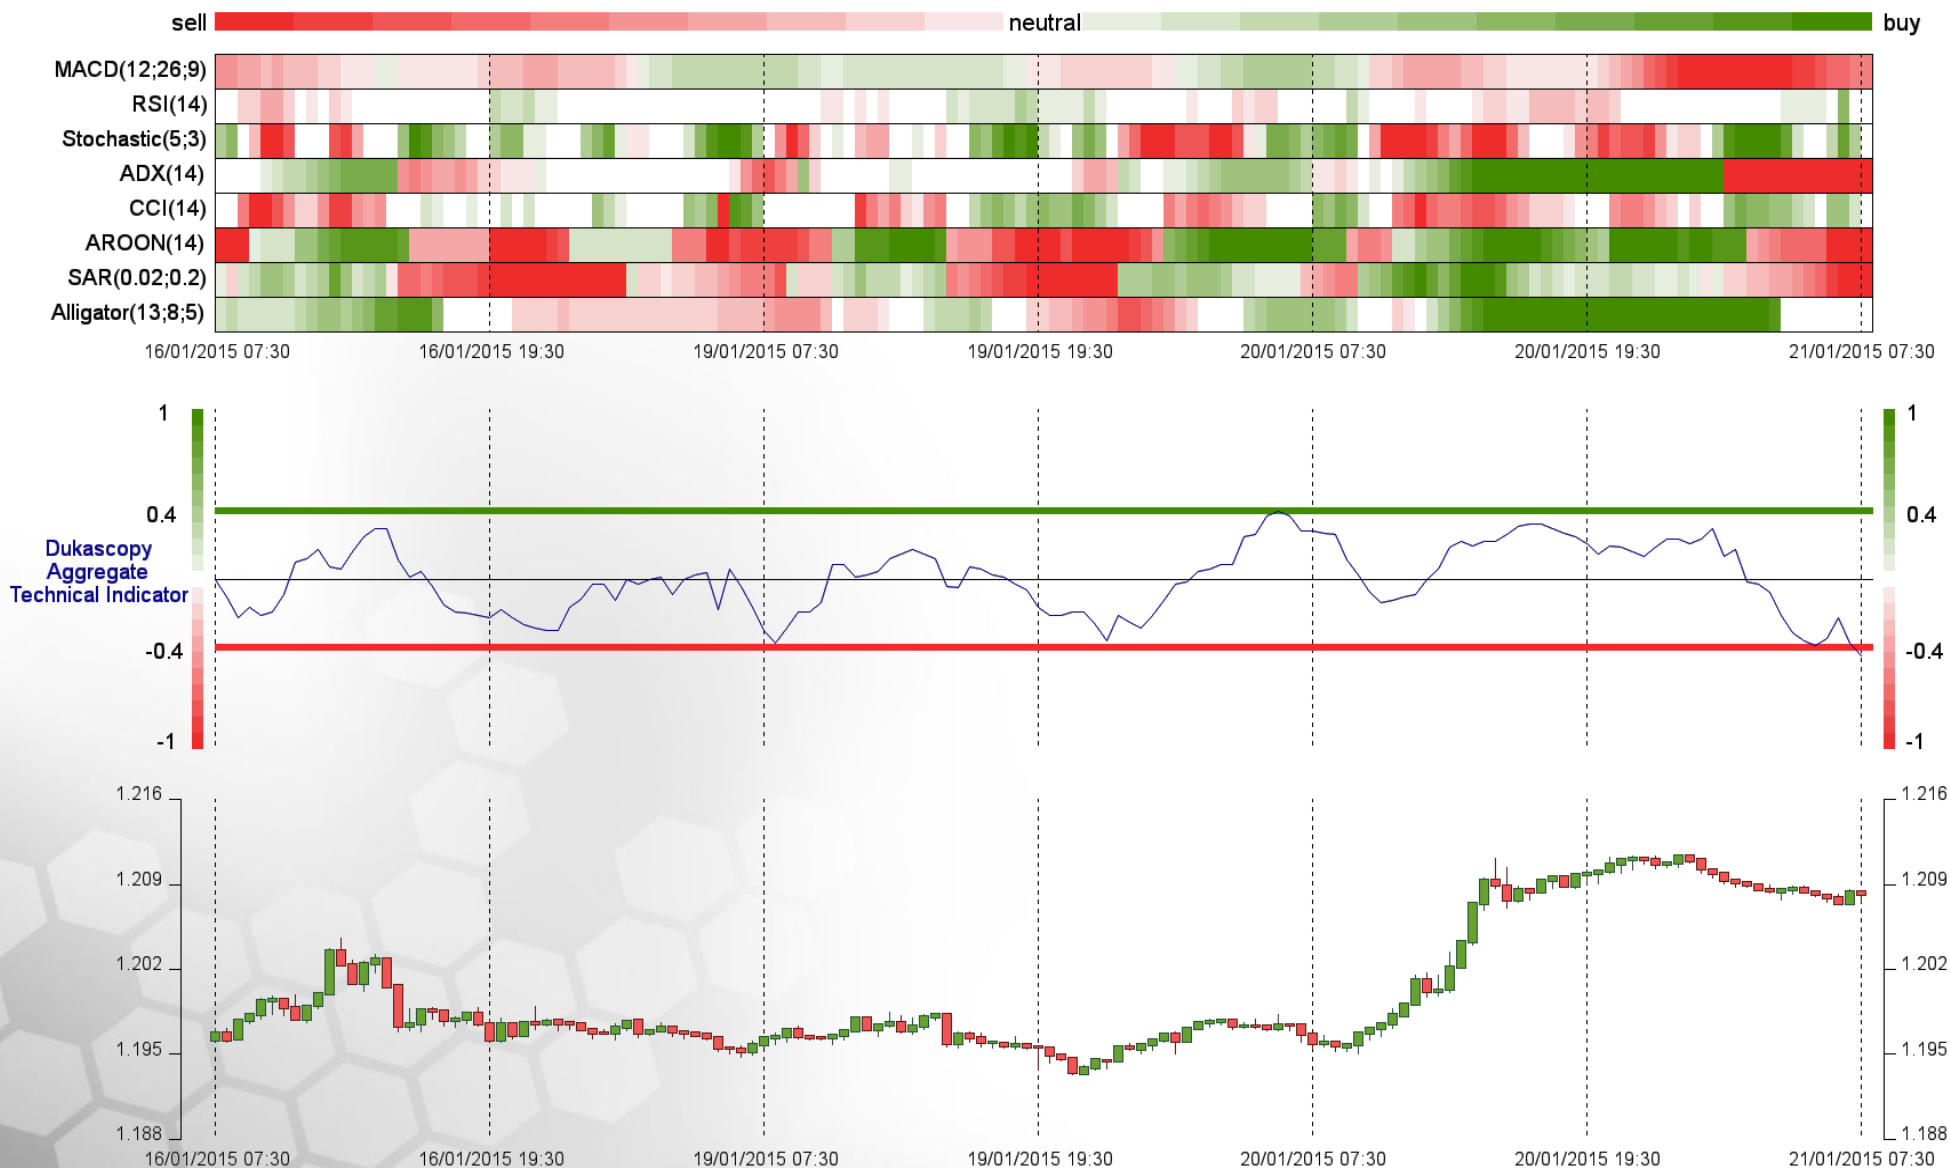 sell neutral buy
MACD(12;26;9)
RSI(14)
Stochastic(5;3)
ADX(14)
CCI(14)
AROON(14)
SAR(0.02;0.2)
Alligator(13;8;5)
16/01/2015 07:30 16/01/2015 19:30 19/01/2015 07:30 19/01/2015 19:30 20/01/2015 07:30 20/01/2015 19:30 21/01/2015 07:30
1 1
0.4 0.4
Dukascopy
Aggregate
Technical Indicator
-0.4 -0.4
-1 -1
1.216 1.216
1.209 1.209
1.202 1.202
1.195 1.195
1.188 1.188
16/01/2015 07:30 16/01/2015 19:30 19/01/2015 07:30 19/01/2015 19:30 20/01/2015 07:30 20/01/2015 19:30 21/01/2015 07:30